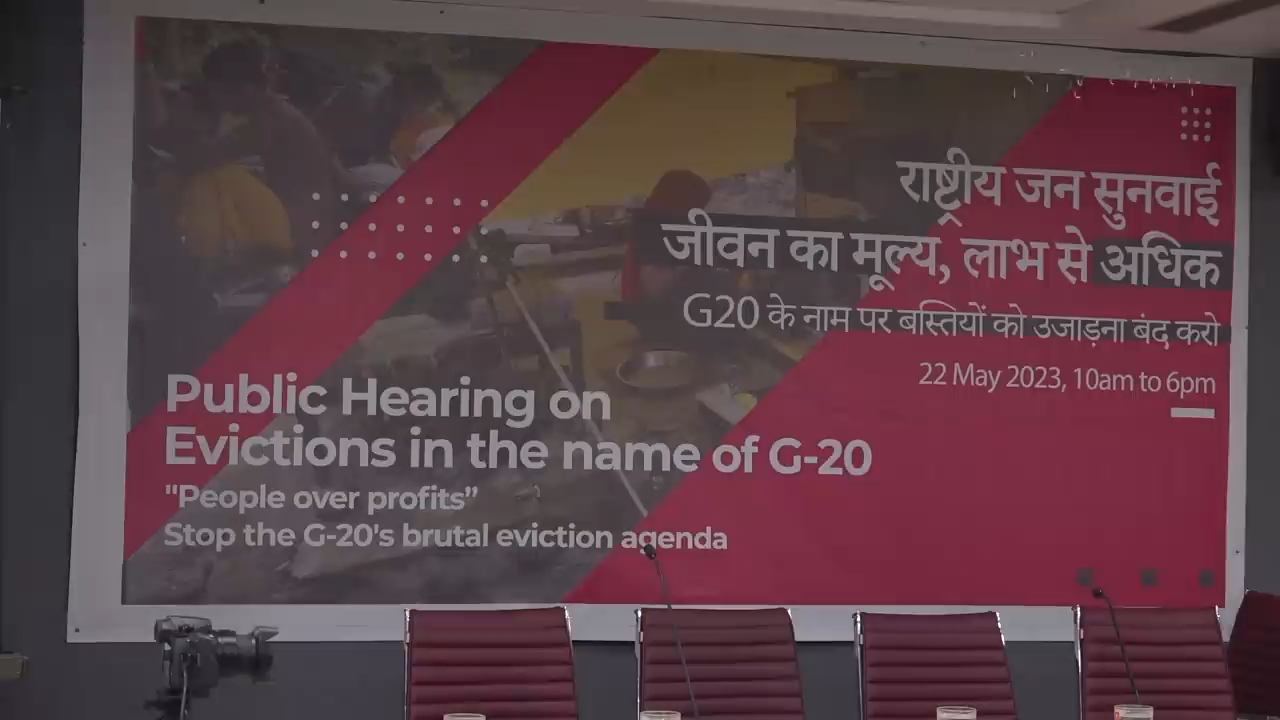 राष्ट्रीय जन सुनवाई
जीवन का मूल्य, लाभ से अधिक
G20 के नाम पर बस्तियों को उजाड़ना बंद करो
22 May 2023, 10am to 6pm
Public Hearing on
Evictions in the name of G-20
"People over profits”
Stop the G-20's brutal eviction agenda